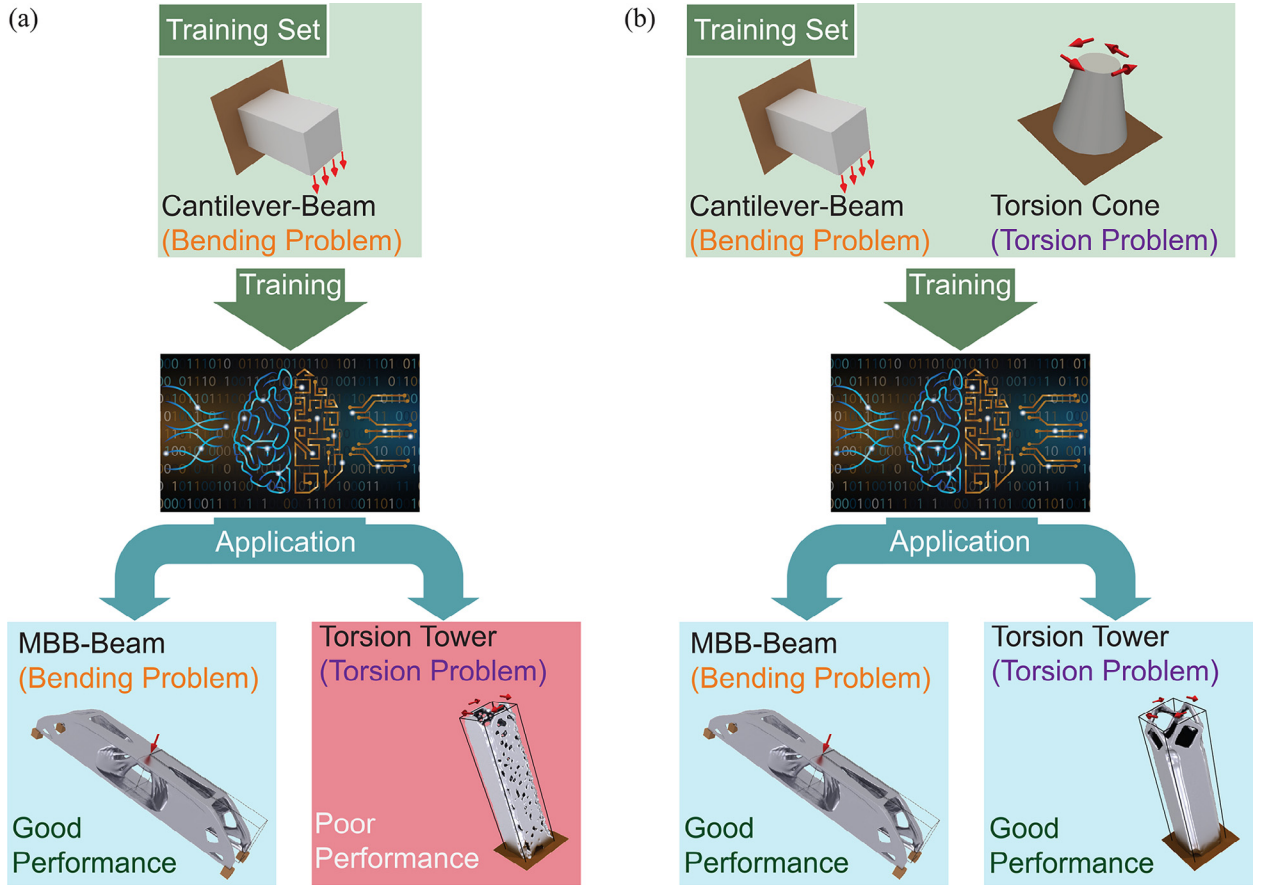 (a)
Training Set
Cantilever-Beam
(Bending Problem)
Training
Application
MBB-Beam
(Bending Problem)
Good
Performance
Torsion Tower
(Torsion Problem)
Poor
Performance
(b)
Training Set
Cantilever-Beam
(Bending Problem)
Torsion Cone
(Torsion Problem)
Training
Application
MBB-Beam
(Bending Problem)
Good
Performance
Torsion Tower
(Torsion Problem)
Good
Performance